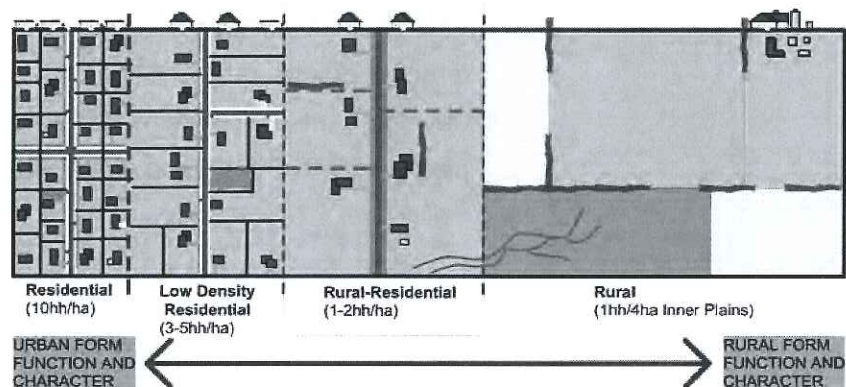 Residential
(10hh/ha)
Low Density
Residential
(3-5hh/ha)
Rural-Residential
(1-2hh/ha)
Rural
(1hh/4ha Inner Plains)
URBAN FORM
FUNCTION AND
CHARACTER
RURAL FORM
FUNCTION AND
CHARACTER